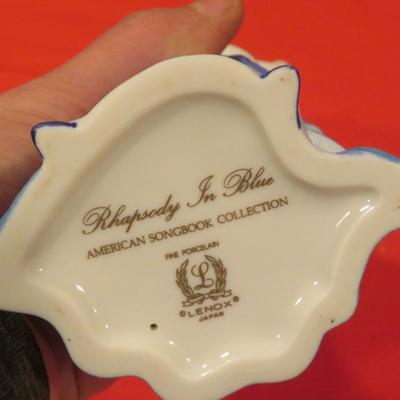 Rhapsody In Blue
AMERICAN SONGBOOK COLLECTION
FINE PORCELAIN
L
©LENOX®
JAPAN